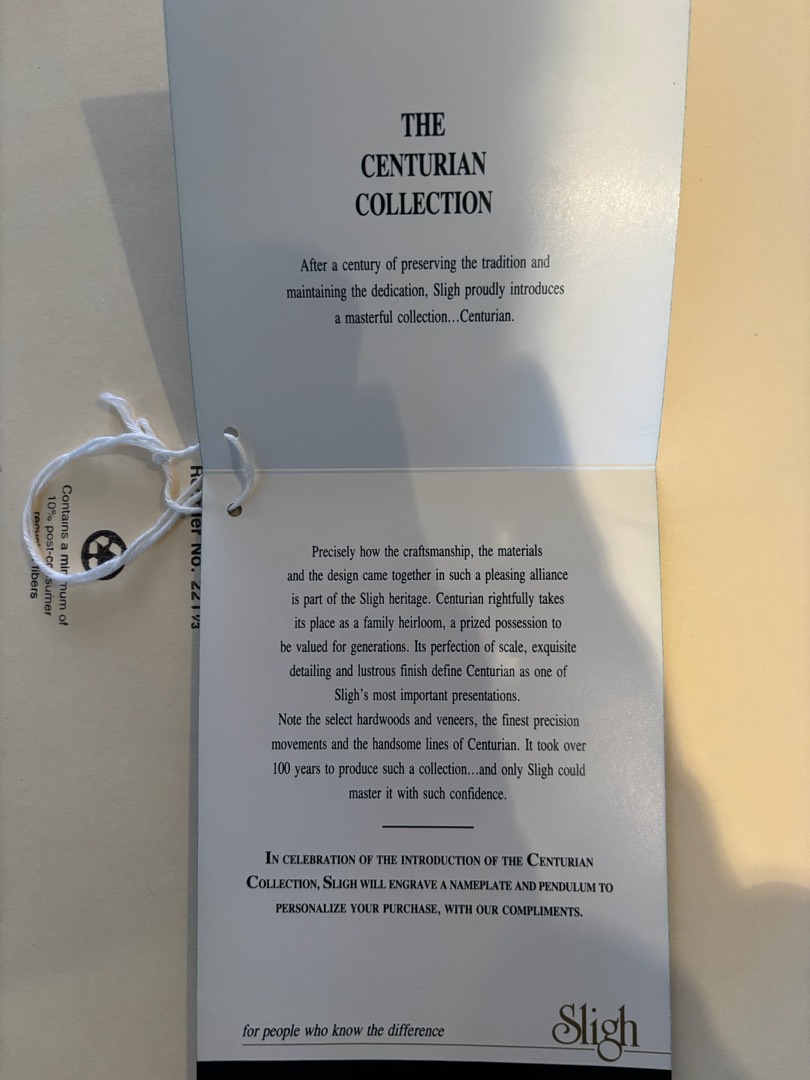 THE
CENTURIAN
COLLECTION
After a century of preserving the tradition and
maintaining the dedication, Sligh proudly introduces
a masterful collection...Centurian.
Precisely how the craftsmanship, the materials
and the design came together in such a pleasing alliance
is part of the Sligh heritage. Centurian rightfully takes
its place as a family heirloom, a prized possession to
be valued for generations. Its perfection of scale, exquisite
detailing and lustrous finish define Centurian as one of
Sligh's most important presentations.
Note the select hardwoods and veneers, the finest precision
movements and the handsome lines of Centurian. It took over
100 years to produce such a collection...and only Sligh could
master it with such confidence.
IN CELEBRATION OF THE INTRODUCTION OF THE CENTURIAN
COLLECTION, SLIGH WILL ENGRAVE A NAMEPLATE AND PENDULUM TO
PERSONALIZE YOUR PURCHASE, WITH OUR COMPLIMENTS.
for people who know the difference
Sligh
Contains a of
10%
No.